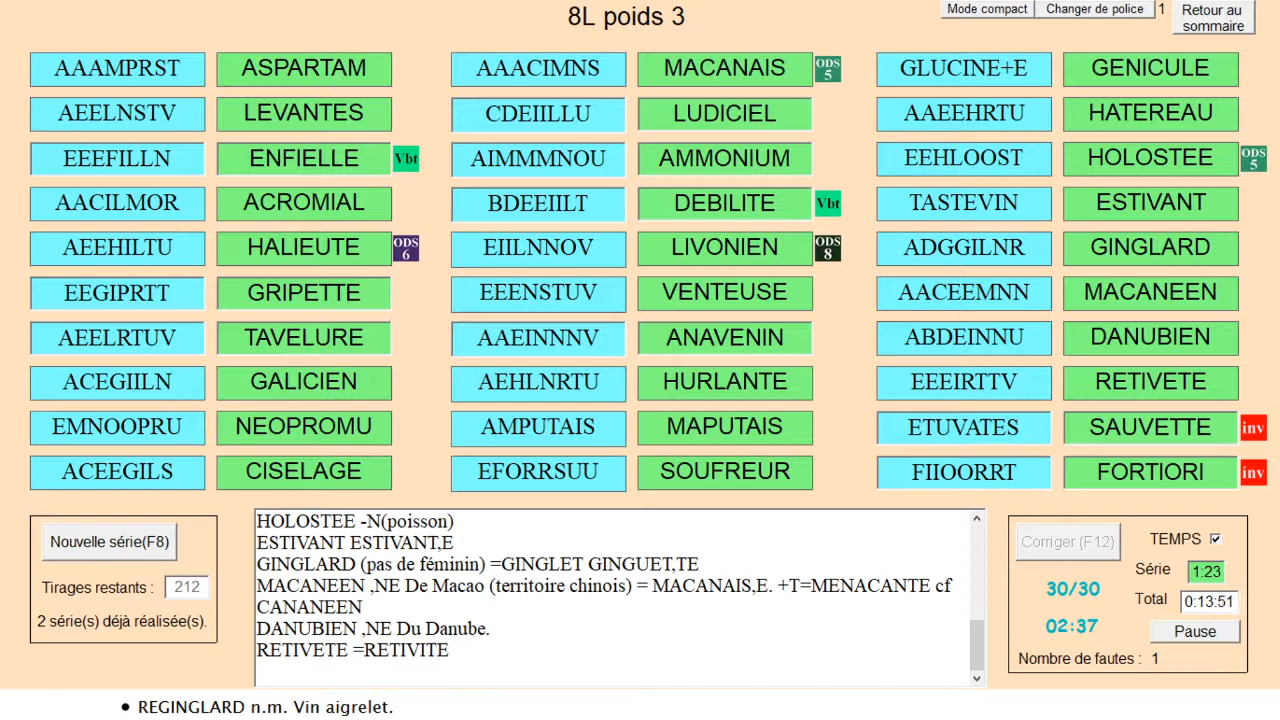 8L poids 3
Mode compact Changer de police 1 Retour au sommaire
AAAMPRST ASPARTAM AAACIMNS MACANAIS ODS 5 GLUCINE+E GENICULE
AEELNSTV LEVANTES CDEIILLU LUDICIEL AAEEHRTU HATEREAU
EEEFILLN ENFIELLE Vbt AIMMMNOU AMMONIUM EEHLOOST HOLOSTEE ODS 5
AACILMOR ACROMIAL BDEEIILT DEBILITE Vbt TASTEVIN ESTIVANT
AEEHILTU HALIEUTE ODS 6 EIILNNOV LIVONIEN ODS 8 ADGGILNR GINGLARD
EEGIPRTT GRIPETTE EEENSTUV VENTEUSE AACEEMNN MACANEEN
AEELRTUV TAVELURE AAEINNNV ANAVENIN ABDEINNU DANUBIEN
ACEGIILN GALICIEN AEHLNRTU HURLANTE EEEIRTTV RETIVETE
EMNOOPRU NEOPROMU AMPUTAIS MAPUTAIS ETUVATES SAUVETTE inv
ACEEGILS CISELAGE EFORRSUU SOUFREUR FIIOORRT FORTIORI inv
Nouvelle série(F8)
Tirages restants : 212
2 série(s) déjà réalisée(s).
HOLOSTEE -N(poisson)
ESTIVANT ESTIVANT,E
GINGLARD (pas de féminin) =GINGLET GINGUET,TE
MACANEEN ,NE De Macao (territoire chinois) = MACANAIS,E. +T=MENACANTE cf
CANANEEN
DANUBIEN ,NE Du Danube.
RETIVETE =RETIVITE
Corriger (F12) TEMPS
Série 1:23
30/30
Total 0:13:51
02:37
Pause
Nombre de fautes : 1
• REGINGLARD n.m. Vin aigrelet.